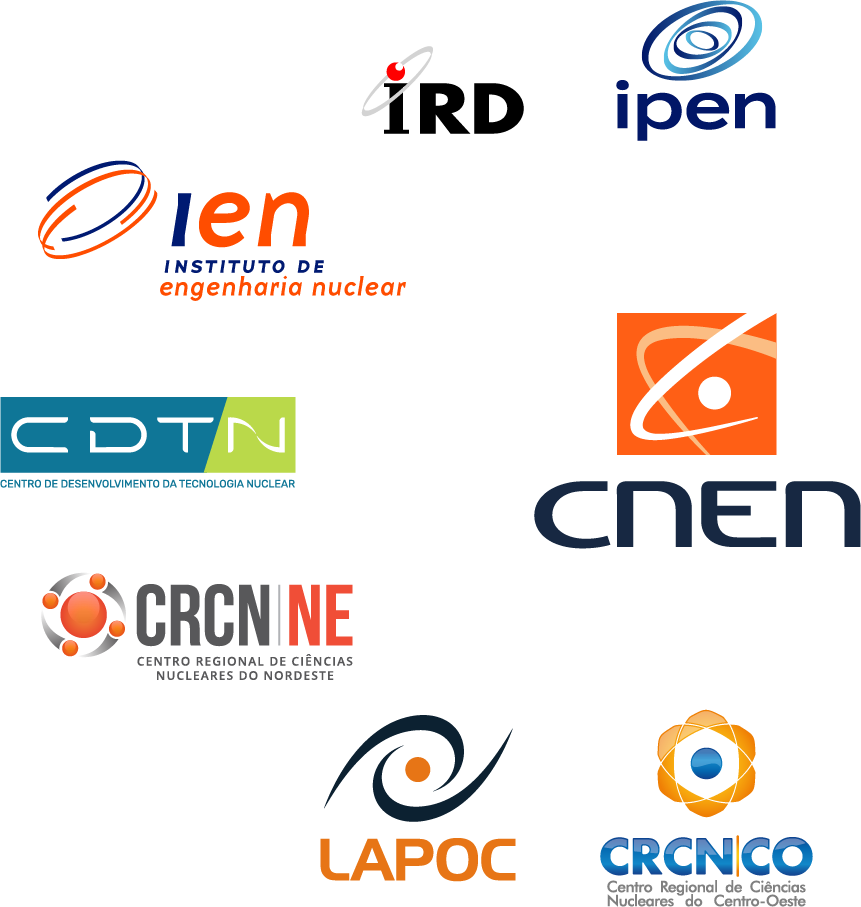 iRD
ipen
ien
INSTITUTO DE
engenharia nuclear
CNEN
CDTN
CENTRO DE DESENVOLVIMENTO DA TECNOLOGIA NUCLEAR
CRCN|NE
CENTRO REGIONAL DE CIÊNCIAS
NUCLEARES DO NORDESTE
LAPOC
CRCN|CO
Centro Regional de Ciências
Nucleares do Centro-Oeste